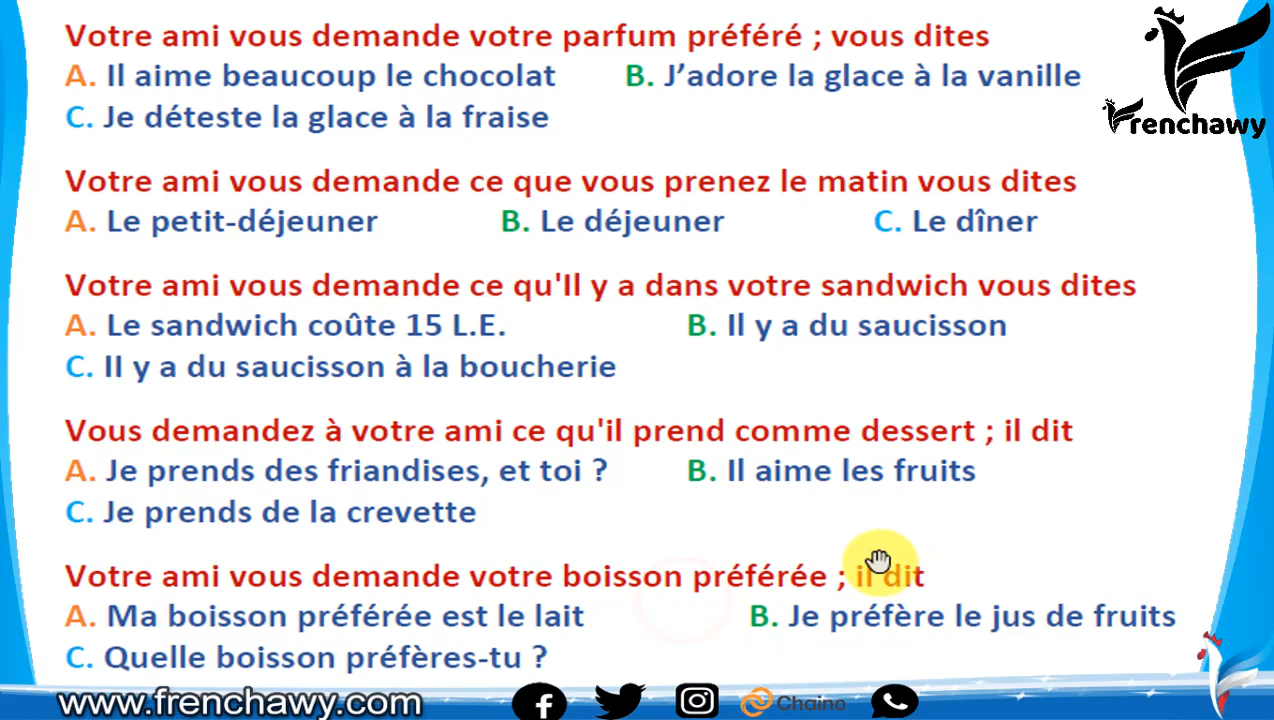 Votre ami vous demande votre parfum préféré ; vous dites
A. Il aime beaucoup le chocolat B. J’adore la glace à la vanille
C. Je déteste la glace à la fraise
Frenchawy
Votre ami vous demande ce que vous prenez le matin vous dites
A. Le petit-déjeuner B. Le déjeuner C. Le dîner
Votre ami vous demande ce qu'Il y a dans votre sandwich vous dites
A. Le sandwich coûte 15 L.E. B. Il y a du saucisson
C. Il y a du saucisson à la boucherie
Vous demandez à votre ami ce qu'il prend comme dessert ; il dit
A. Je prends des friandises, et toi ? B. Il aime les fruits
C. Je prends de la crevette
Votre ami vous demande votre boisson préférée ; il dit
A. Ma boisson préférée est le lait B. Je préfère le jus de fruits
C. Quelle boisson préfères-tu ?
www.frenchawy.com Chaino